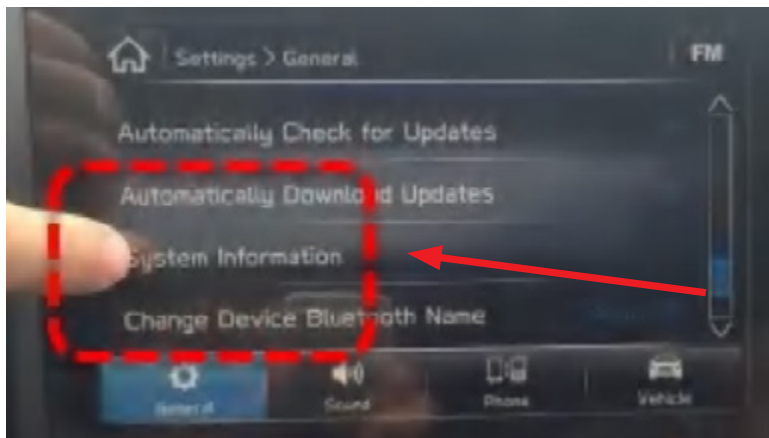 Settings > General
FM
Automatically Check for Updates
Automatically Download Updates
System Information
Change Device Bluetooth Name
General
Sound
Phone
Vehicle